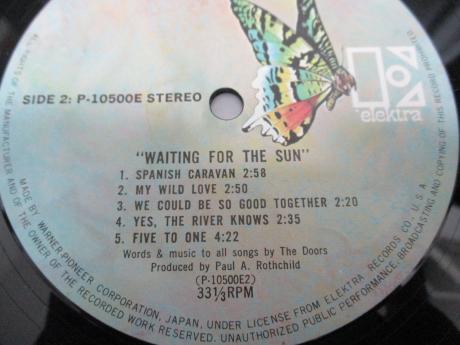 SIDE 2: P-10500E STEREO
elektra
"WAITING FOR THE SUN"
1. SPANISH CARAVAN 2:58
2. MY WILD LOVE 2:50
3. WE COULD BE SO GOOD TOGETHER 2:20
4. YES, THE RIVER KNOWS 2:35
5. FIVE TO ONE 4:22
Words & music to all songs by The Doors
Produced by Paul A. Rothchild
(P-10500E2)
33⅓RPM
MADE BY WARNER-PIONEER CORPORATION, JAPAN, UNDER LICENSE FROM ELEKTRA RECORDS CO., U.S.A.
ALL RIGHTS OF THE MANUFACTURER AND OF THE OWNER OF THE RECORDED WORK RESERVED. UNAUTHORIZED PUBLIC PERFORMANCE, BROADCASTING AND COPYING OF THIS RECORD PROHIBITED